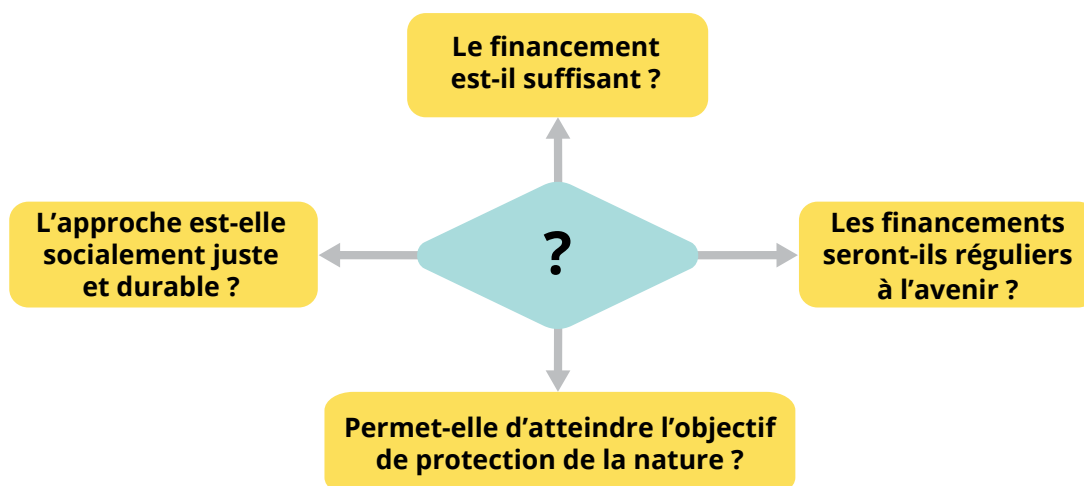 Le financement
est-il suffisant ?
L’approche est-elle
socialement juste
et durable ?
?
Les financements
seront-ils réguliers
à l’avenir ?
Permet-elle d’atteindre l’objectif
de protection de la nature ?